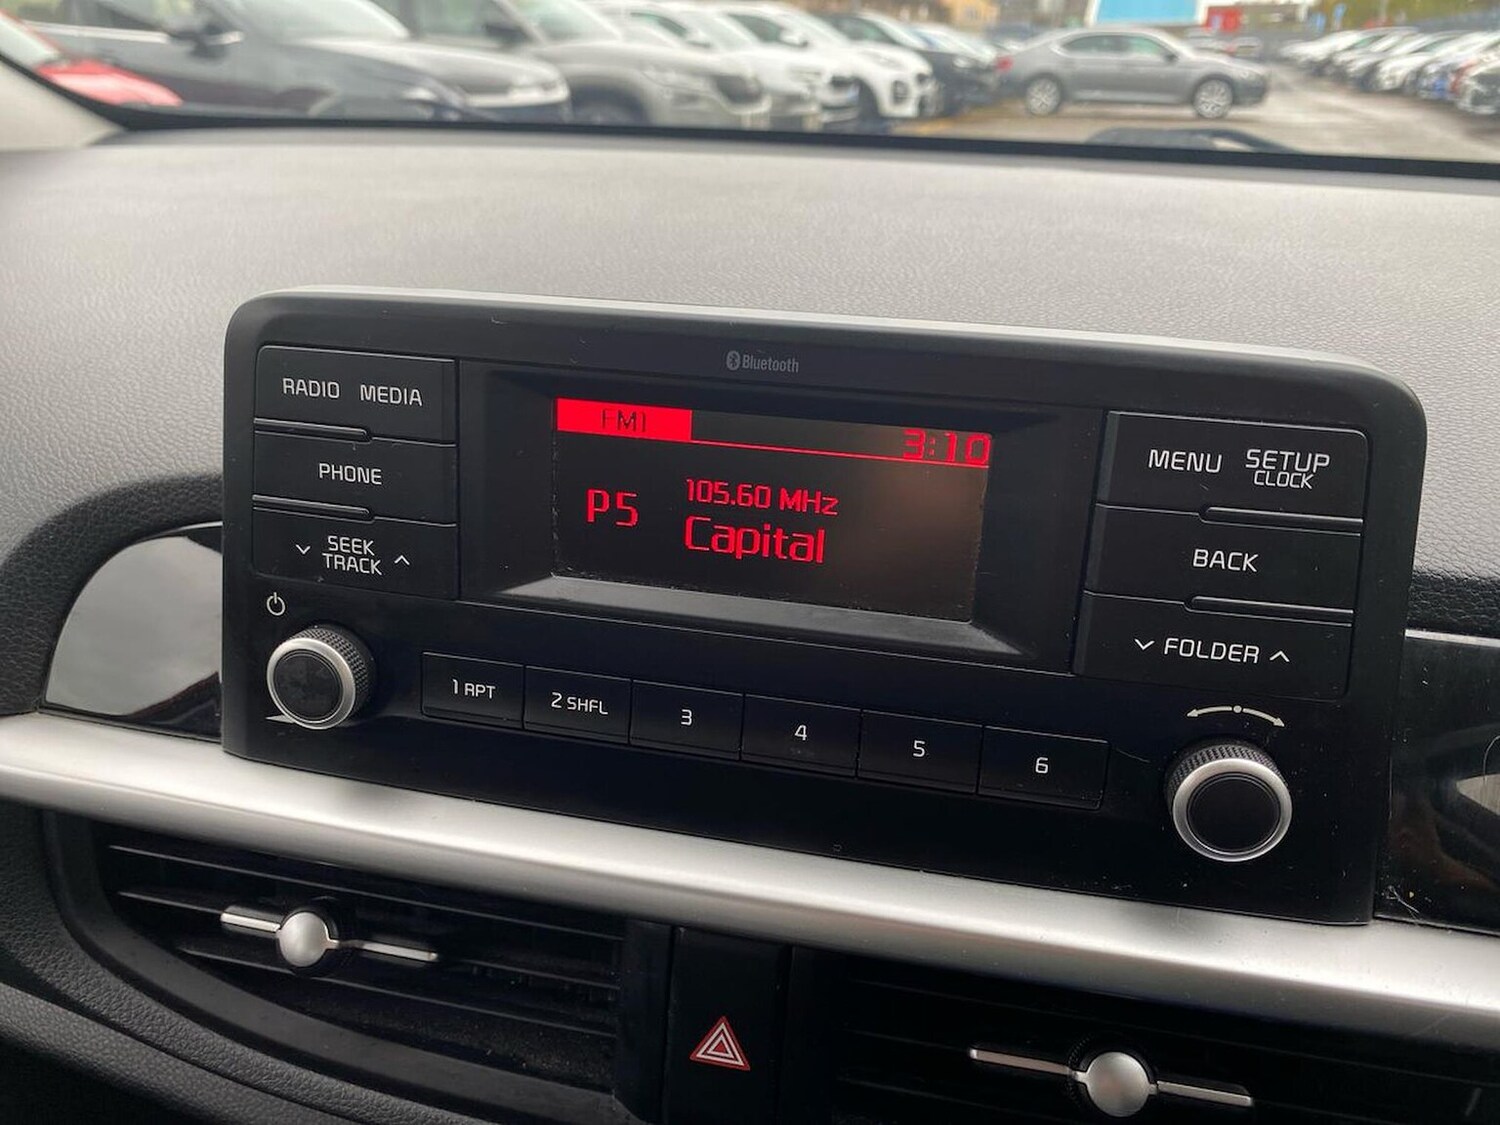 Bluetooth
RADIO MEDIA
PHONE
SEEK
TRACK
FM1
3:10
P5
105.60 MHz
Capital
MENU SETUP
CLOCK
BACK
FOLDER
1 RPT
2 SHFL
3
4
5
6